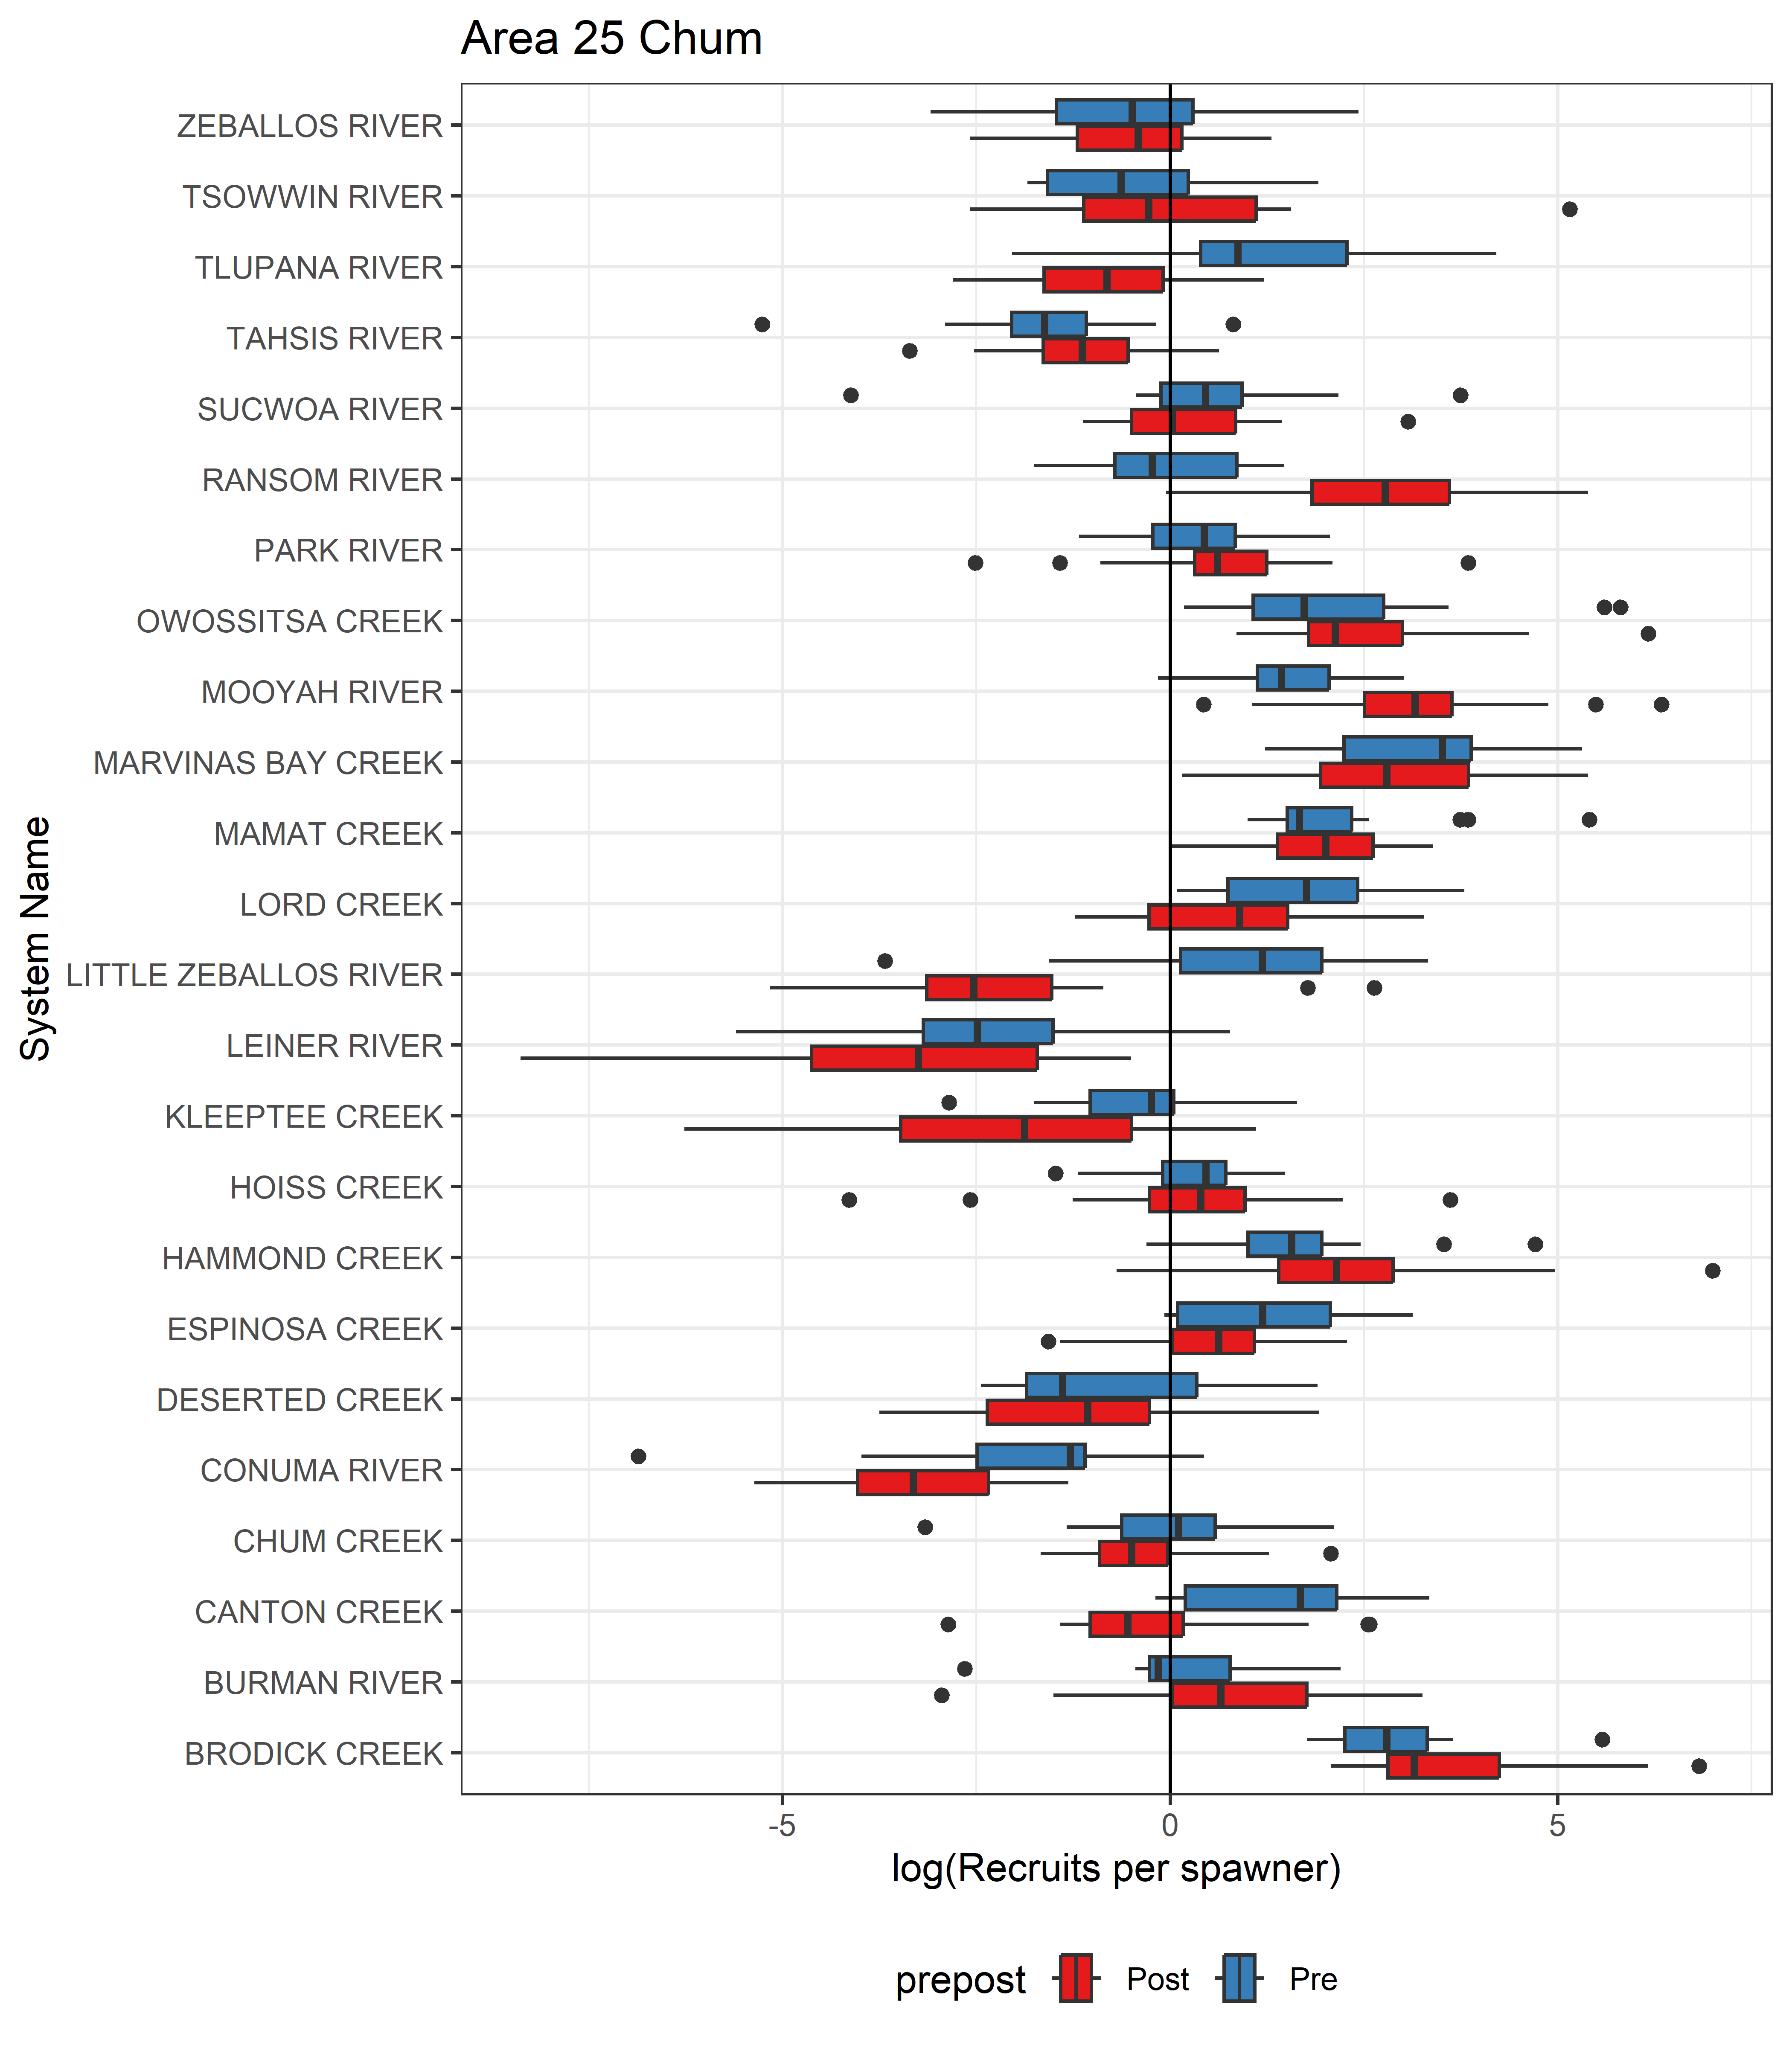 Area 25 Chum
System Name
ZEBALLOS RIVER
TSOWWIN RIVER
TLUPANA RIVER
TAHSIS RIVER
SUCWOA RIVER
RANSOM RIVER
PARK RIVER
OWOSSITSA CREEK
MOOYAH RIVER
MARVINAS BAY CREEK
MAMAT CREEK
LORD CREEK
LITTLE ZEBALLOS RIVER
LEINER RIVER
KLEEPTEE CREEK
HOISS CREEK
HAMMOND CREEK
ESPINOSA CREEK
DESERTED CREEK
CONUMA RIVER
CHUM CREEK
CANTON CREEK
BURMAN RIVER
BRODICK CREEK
-5 0 5
log(Recruits per spawner)
prepost Post Pre